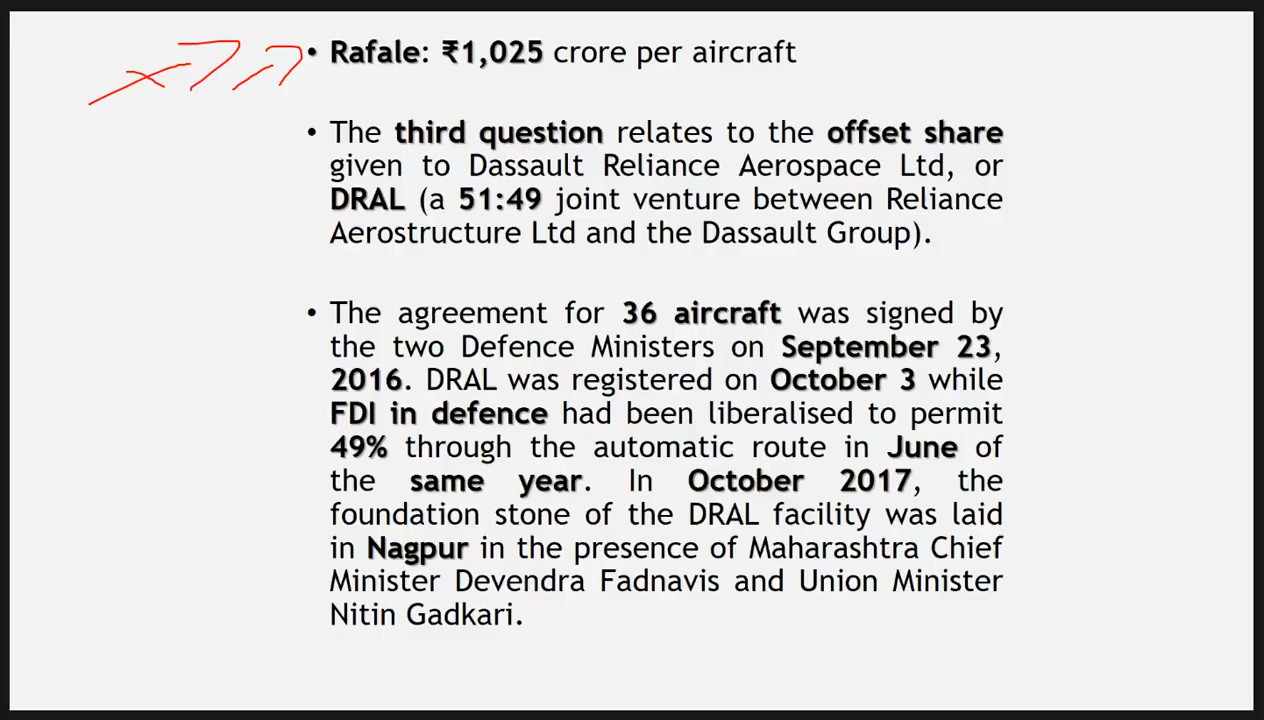 • Rafale: ₹1,025 crore per aircraft
• The third question relates to the offset share
given to Dassault Reliance Aerospace Ltd, or
DRAL (a 51:49 joint venture between Reliance
Aerostructure Ltd and the Dassault Group).
• The agreement for 36 aircraft was signed by
the two Defence Ministers on September 23,
2016. DRAL was registered on October 3 while
FDI in defence had been liberalised to permit
49% through the automatic route in June of
the same year. In October 2017, the
foundation stone of the DRAL facility was laid
in Nagpur in the presence of Maharashtra Chief
Minister Devendra Fadnavis and Union Minister
Nitin Gadkari.